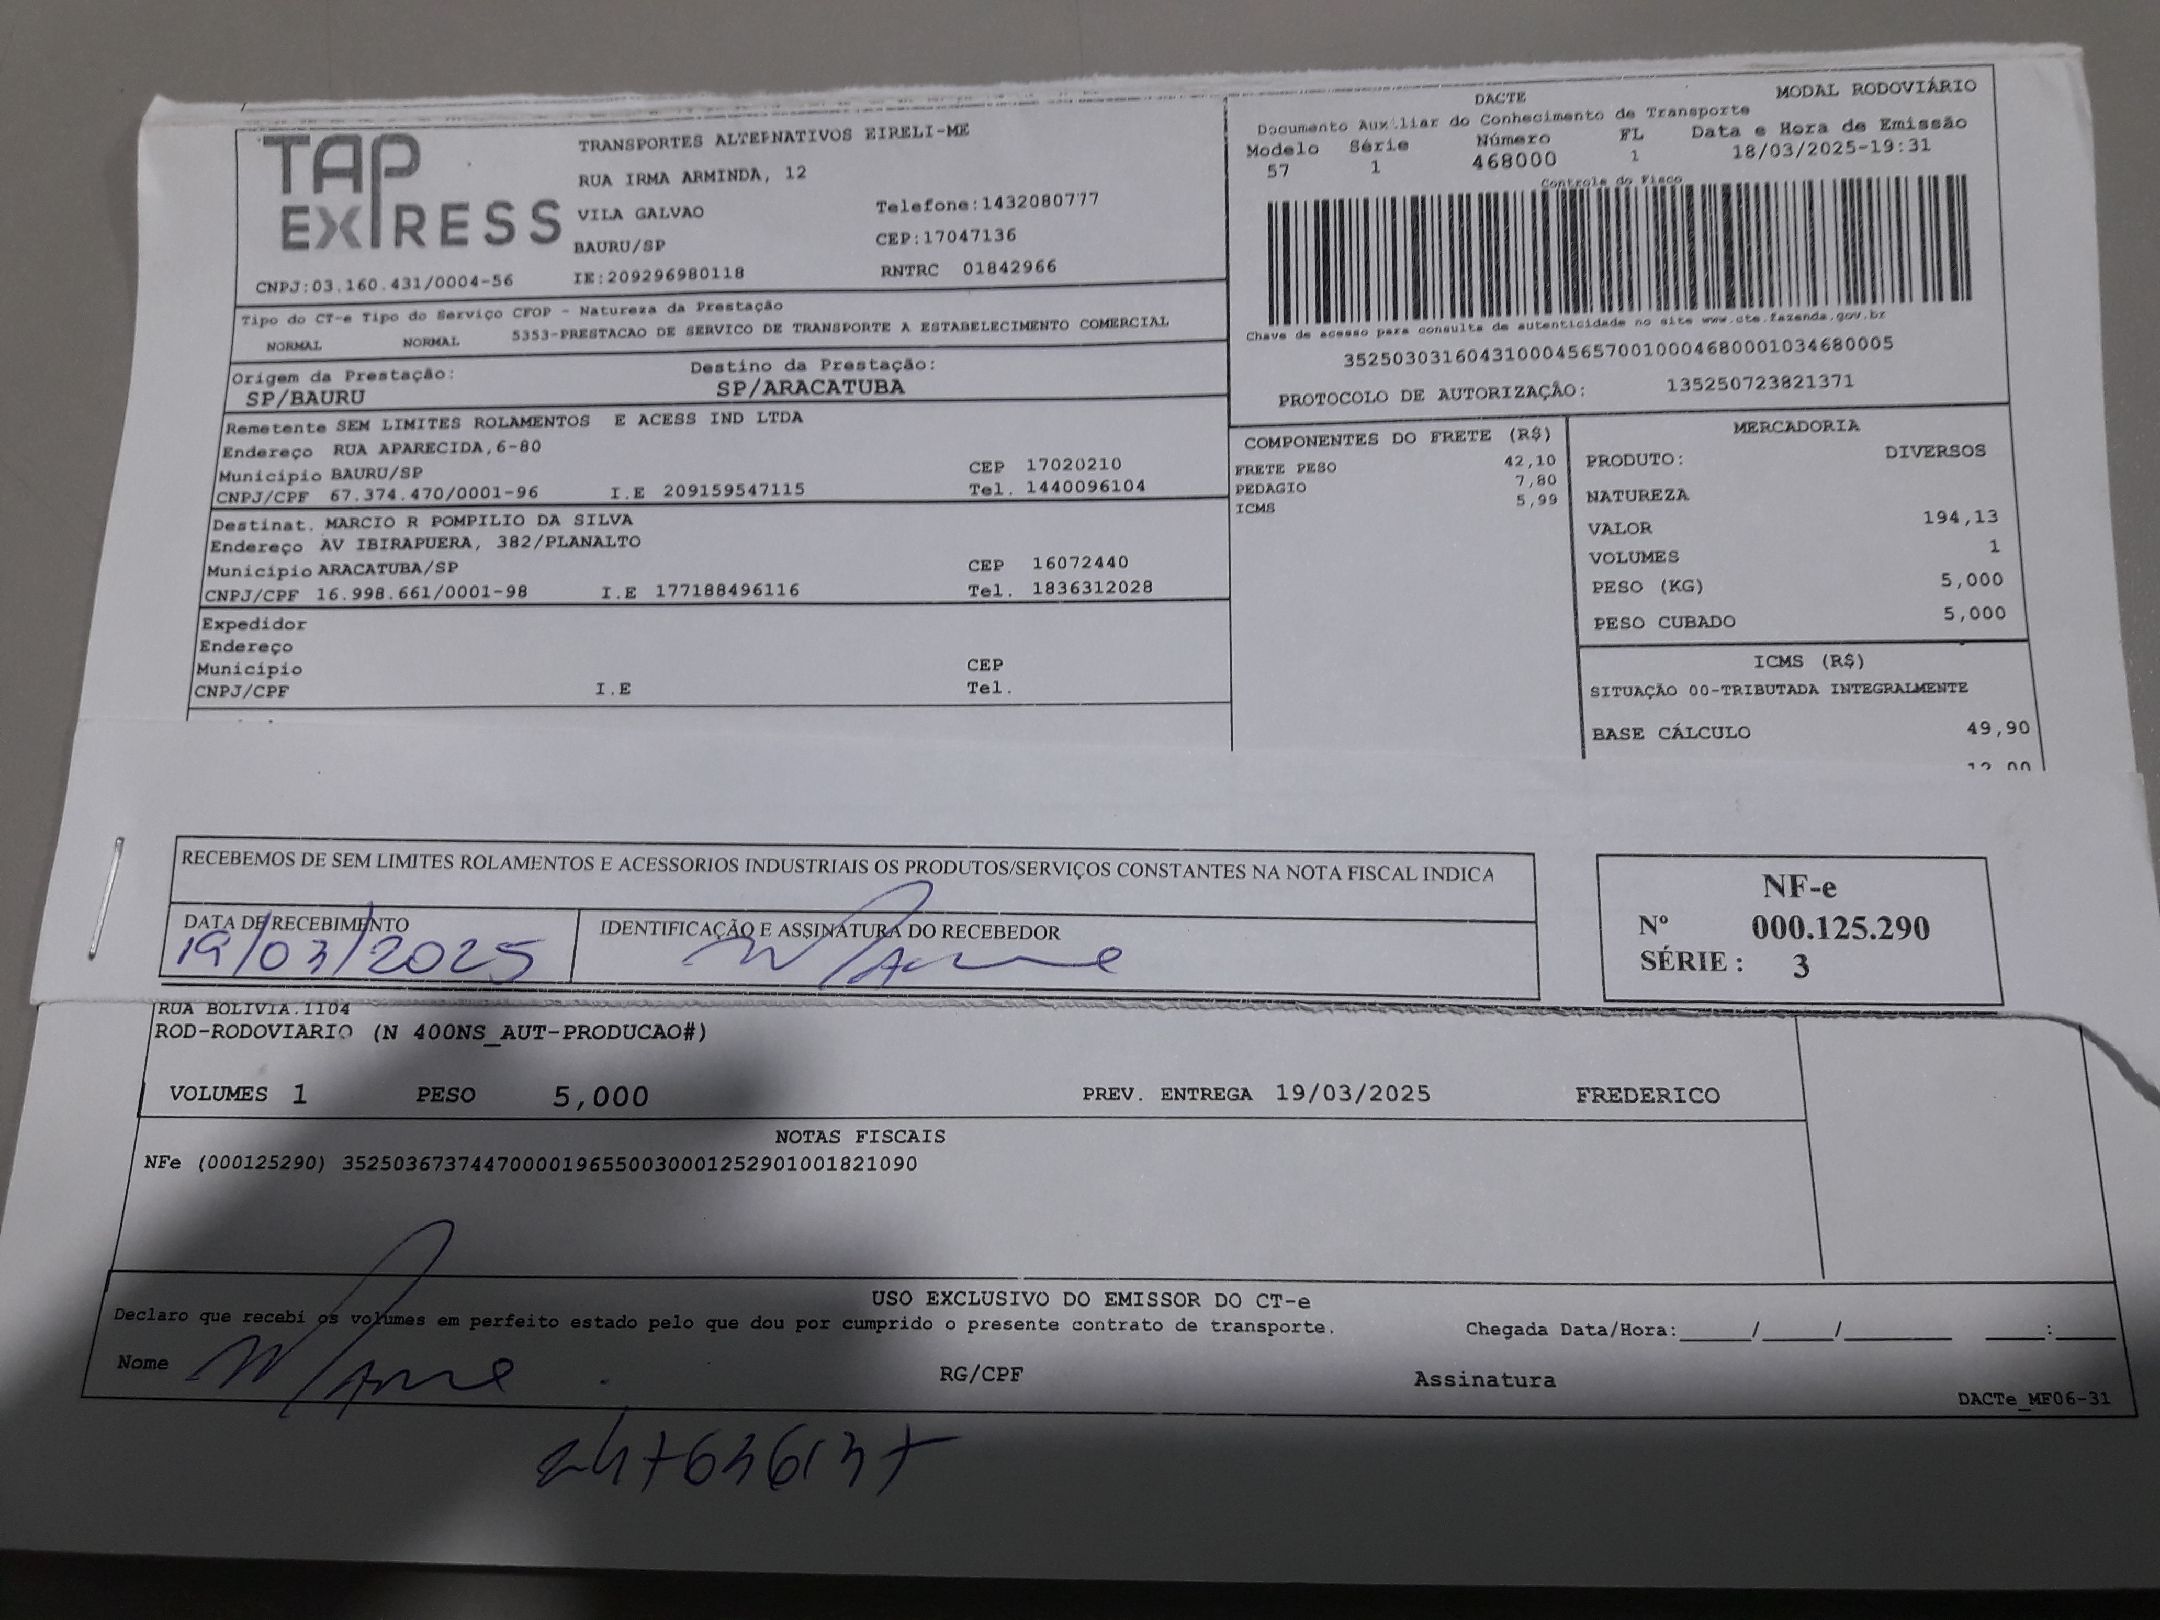 TAP EXPRESS
TRANSPORTES ALTERNATIVOS EIRELI-ME
RUA IRMA ARMINDA, 12
VILA GALVAO Telefone:1432080777
BAURU/SP CEP:17047136
CNPJ:03.160.431/0004-56 IE:209296980118 RNTRC 01842966
DACTE MODAL RODOVIÁRIO
Documento Auxiliar do Conhecimento de Transporte
Modelo Série Número FL Data e Hora de Emissão
57 1 468000 1 18/03/2025-19:31
Controle do Fisco
Chave de acesso para consulta de autenticidade no site www.cte.fazenda.gov.br
35250303160431000456570010004680001034680005
PROTOCOLO DE AUTORIZAÇÃO: 135250723821371
Tipo do CT-e Tipo do Serviço CFOP - Natureza da Prestação
NORMAL NORMAL 5353-PRESTACAO DE SERVICO DE TRANSPORTE A ESTABELECIMENTO COMERCIAL
Origem da Prestação: Destino da Prestação:
SP/BAURU SP/ARACATUBA
Remetente SEM LIMITES ROLAMENTOS E ACESS IND LTDA
Endereço RUA APARECIDA,6-80
Município BAURU/SP CEP 17020210
CNPJ/CPF 67.374.470/0001-96 I.E 209159547115 Tel. 1440096104
Destinat. MARCIO R POMPILIO DA SILVA
Endereço AV IBIRAPUERA, 382/PLANALTO
Município ARACATUBA/SP CEP 16072440
CNPJ/CPF 16.998.661/0001-98 I.E 177188496116 Tel. 1836312028
Expedidor
Endereço
Município CEP
CNPJ/CPF I.E Tel.
COMPONENTES DO FRETE (R$)
FRETE PESO 42,10
PEDAGIO 7,80
ICMS 5,99
MERCADORIA
PRODUTO: DIVERSOS
NATUREZA
VALOR 194,13
VOLUMES 1
PESO (KG) 5,000
PESO CUBADO 5,000
ICMS (R$)
SITUAÇÃO 00-TRIBUTADA INTEGRALMENTE
BASE CÁLCULO 49,90
12,00
RECEBEMOS DE SEM LIMITES ROLAMENTOS E ACESSORIOS INDUSTRIAIS OS PRODUTOS/SERVIÇOS CONSTANTES NA NOTA FISCAL INDICA
DATA DE RECEBIMENTO IDENTIFICAÇÃO E ASSINATURA DO RECEBEDOR
19/03/2025
NF-e
Nº 000.125.290
SÉRIE : 3
RUA BOLIVIA.1104
ROD-RODOVIARIO (N 400NS_AUT-PRODUCAO#)
VOLUMES 1 PESO 5,000 PREV. ENTREGA 19/03/2025 FREDERICO
NOTAS FISCAIS
NFe (000125290) 35250367374470000196550030001252901001821090
USO EXCLUSIVO DO EMISSOR DO CT-e
Declaro que recebi os volumes em perfeito estado pelo que dou por cumprido o presente contrato de transporte. Chegada Data/Hora:____/____/______ ___:____
Nome RG/CPF Assinatura
DACTe_MF06-31